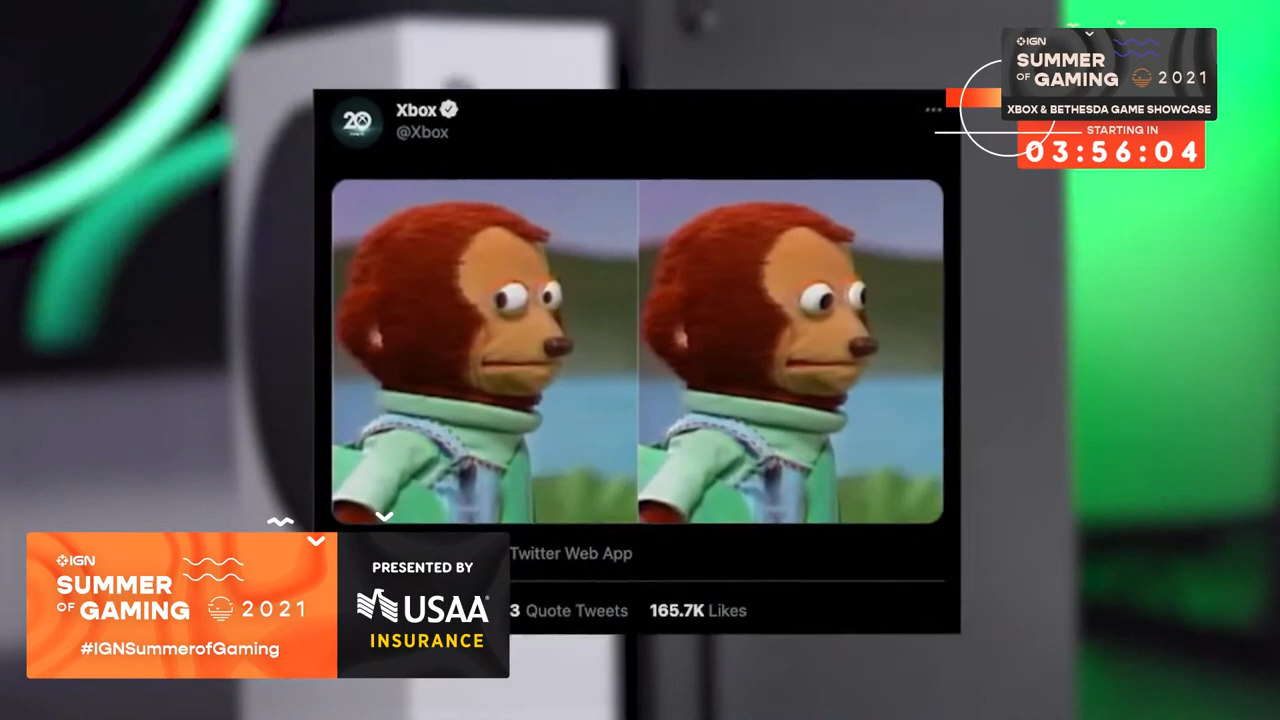 IGN
SUMMER
OF GAMING 2021
XBOX & BETHESDA GAME SHOWCASE
STARTING IN
03:56:04
20
Xbox
@Xbox
Twitter Web App
3 Quote Tweets 165.7K Likes
IGN
SUMMER
OF GAMING 2021
#IGNSummerofGaming
PRESENTED BY
USAA
INSURANCE